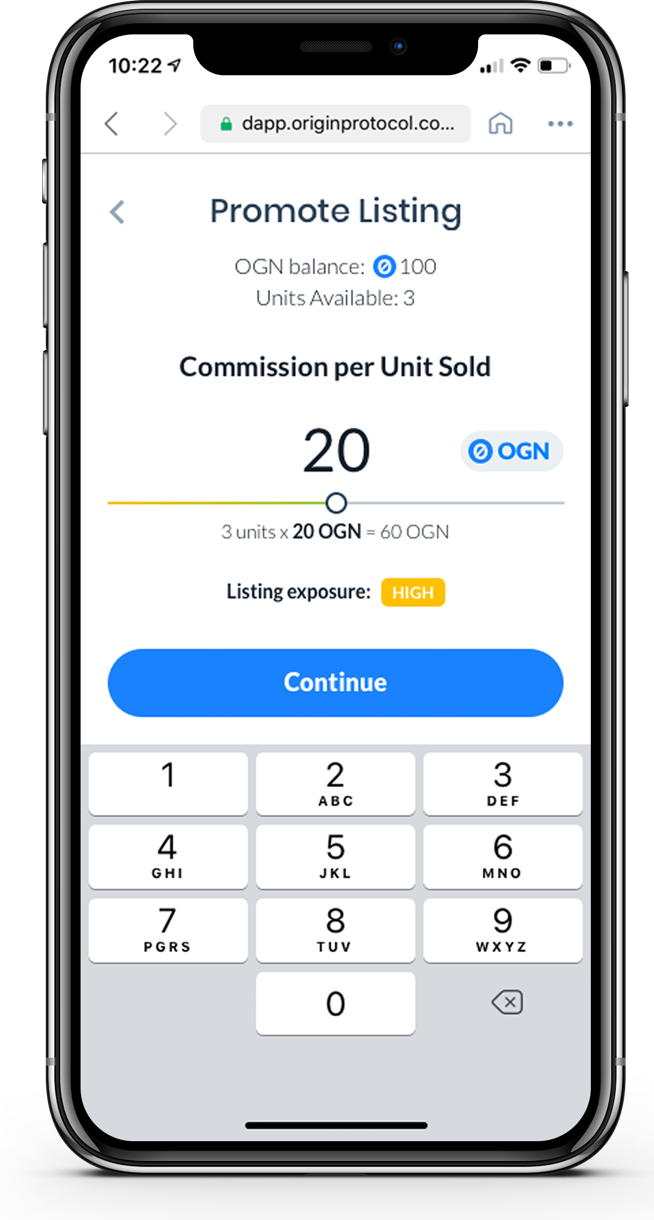 10:22
dapp.originprotocol.co...
Promote Listing
OGN balance: 100
Units Available: 3
Commission per Unit Sold
20
OGN
3 units x 20 OGN = 60 OGN
Listing exposure: HIGH
Continue
1 2 3
ABC DEF
4 5 6
GHI JKL MNO
7 8 9
PGRS TUV WXYZ
0